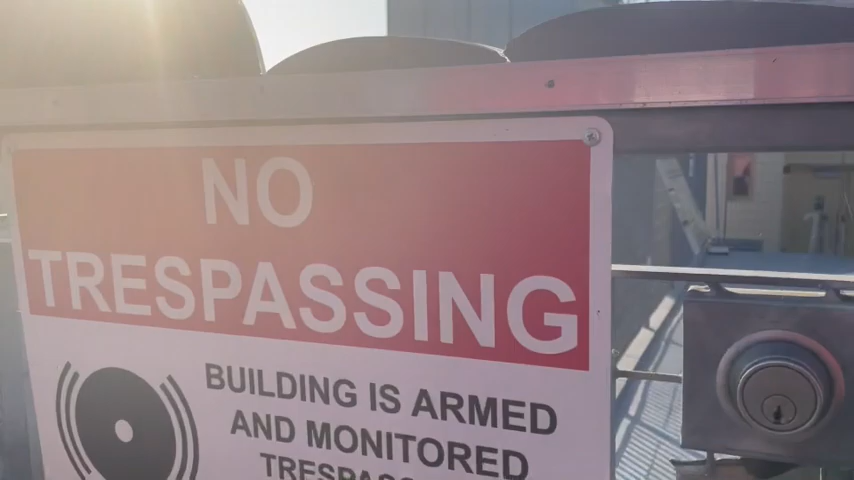 NO
TRESPASSING
BUILDING IS ARMED
AND MONITORED